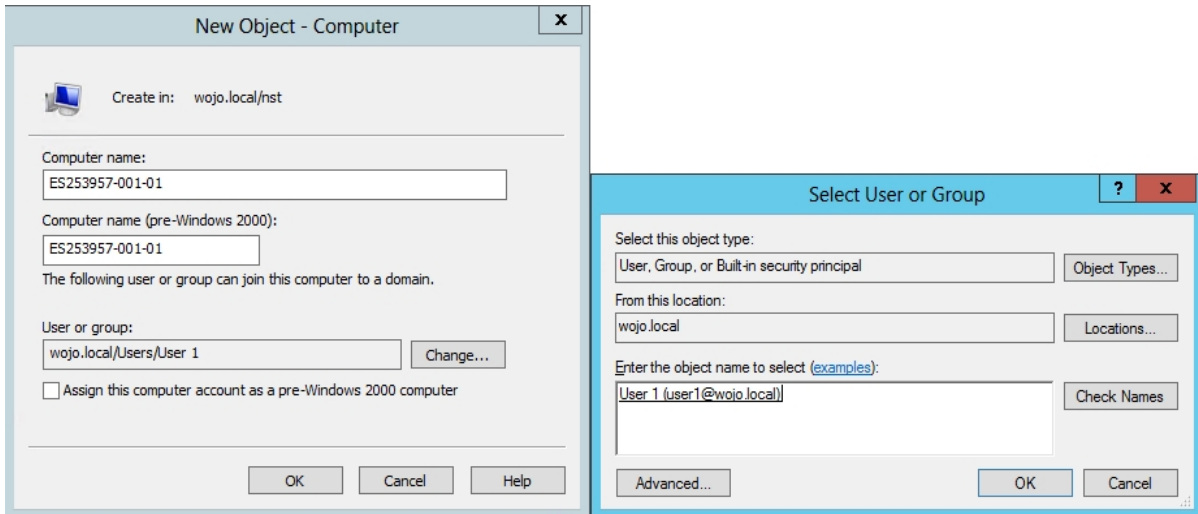 New Object - Computer
x
Create in: wojo.local/nst
Computer name:
ES253957-001-01
Computer name (pre-Windows 2000):
ES253957-001-01
The following user or group can join this computer to a domain.
User or group:
wojo.local/Users/User 1
Change...
Assign this computer account as a pre-Windows 2000 computer
OK
Cancel
Help
Select User or Group
?
x
Select this object type:
User, Group, or Built-in security principal
Object Types...
From this location:
wojo.local
Locations...
Enter the object name to select (examples):
User 1 (user1@wojo.local)
Check Names
Advanced...
OK
Cancel